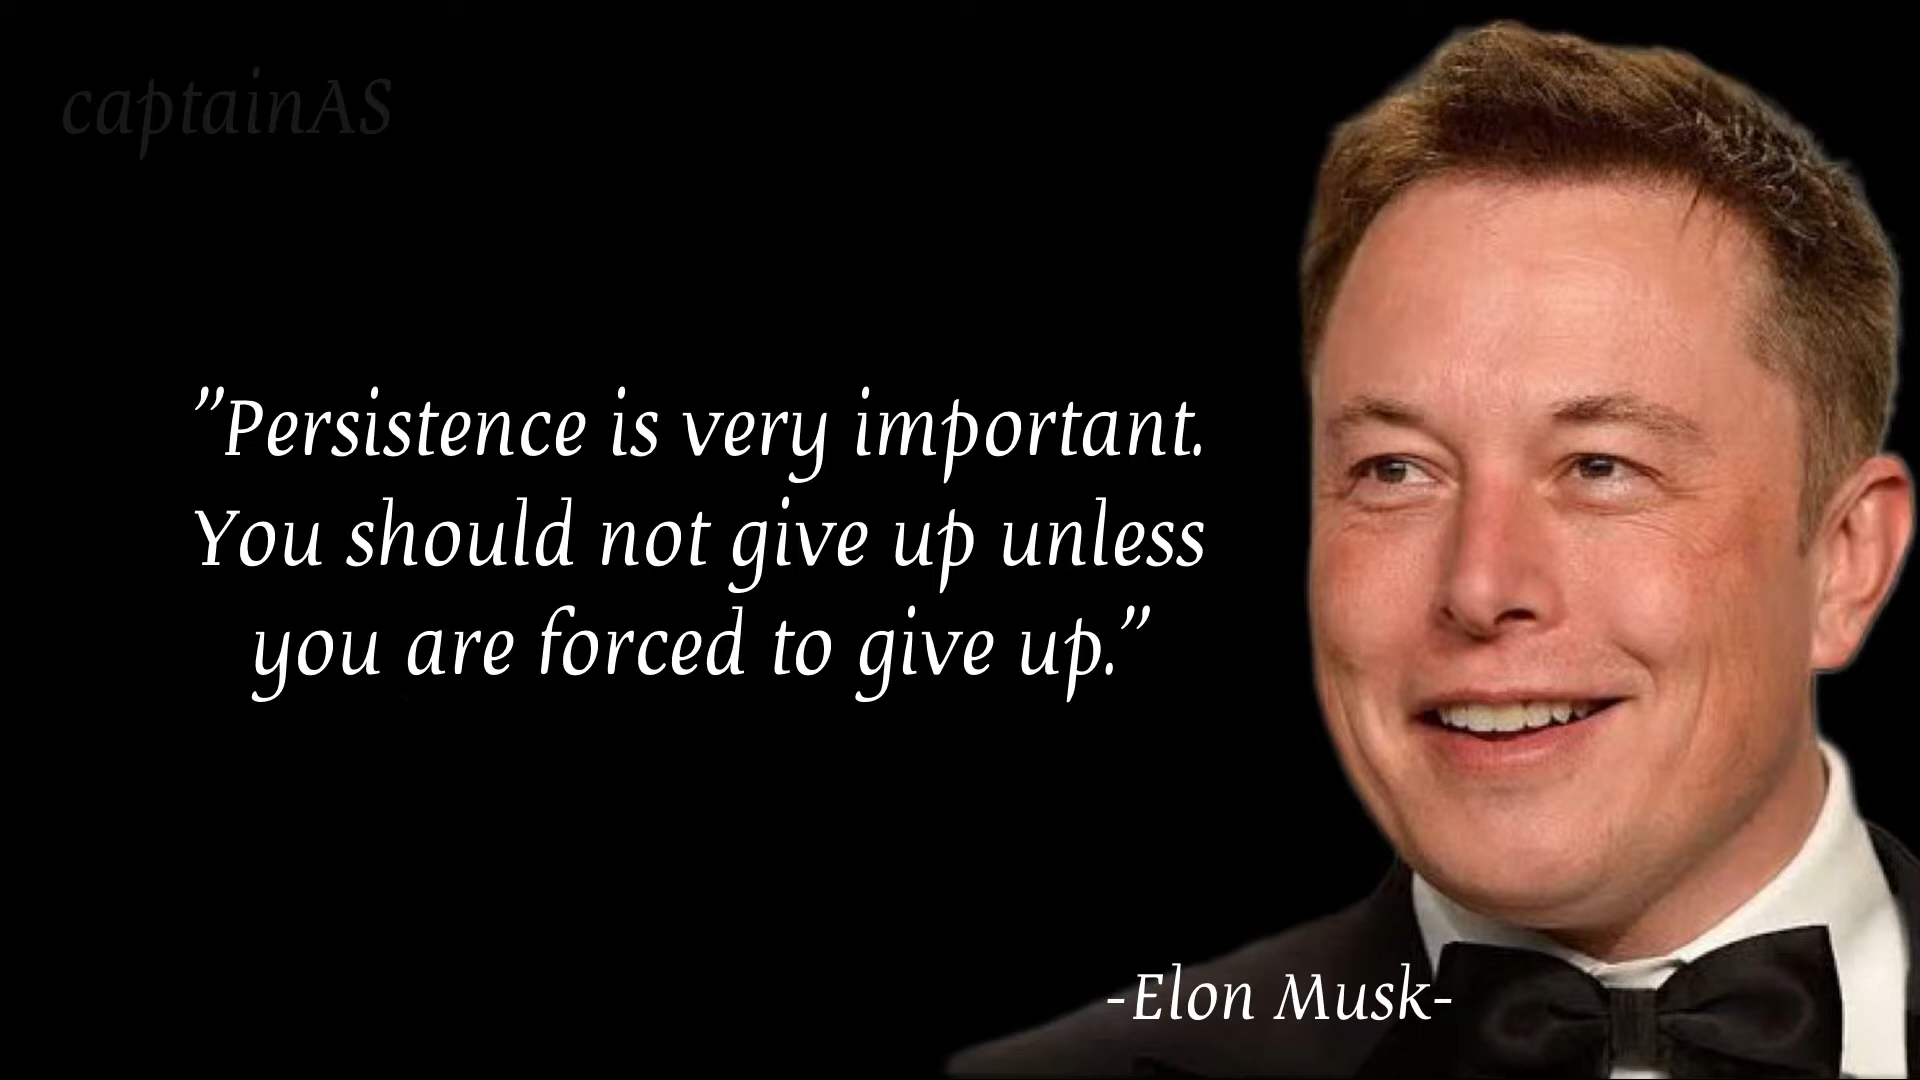 captainAS
”Persistence is very important.
You should not give up unless
you are forced to give up.”
-Elon Musk-